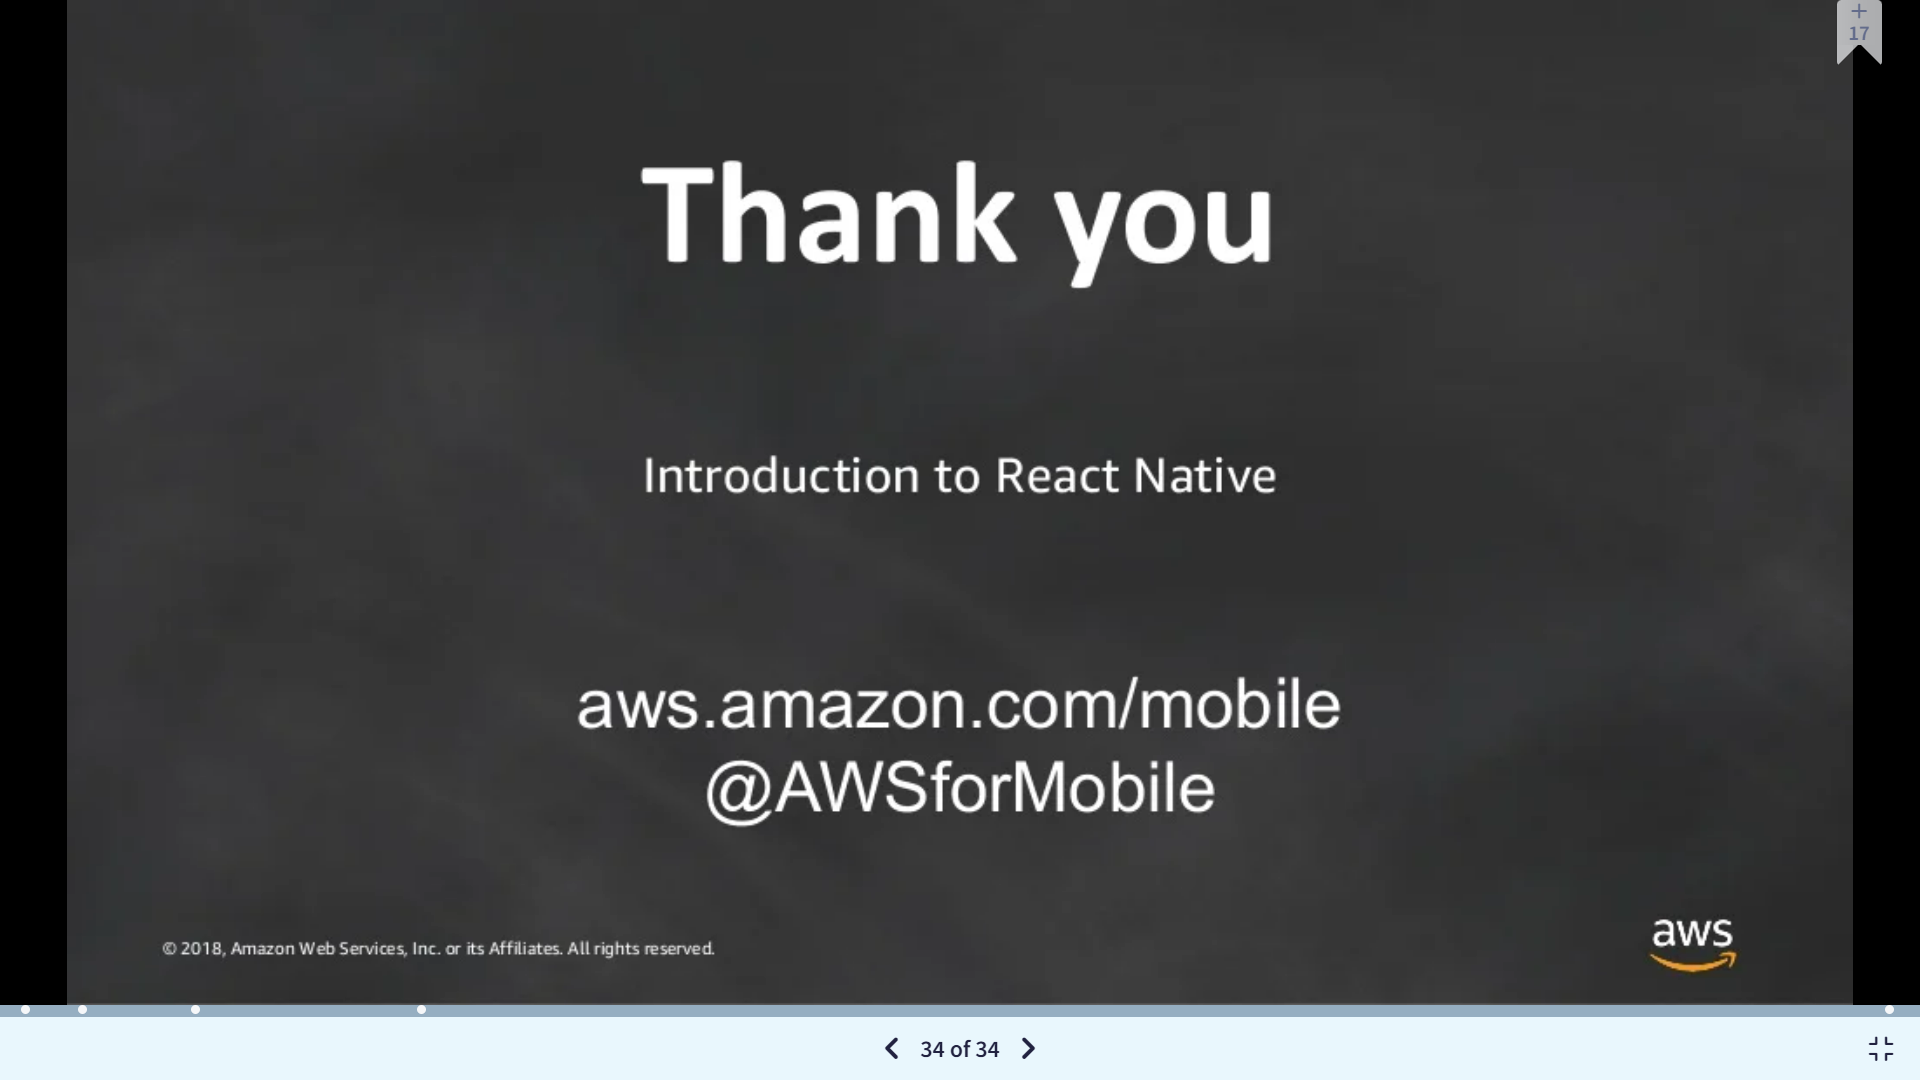 +
17
Thank you
Introduction to React Native
aws.amazon.com/mobile
@AWSforMobile
© 2018, Amazon Web Services, Inc. or its Affiliates. All rights reserved.
aws
34 of 34